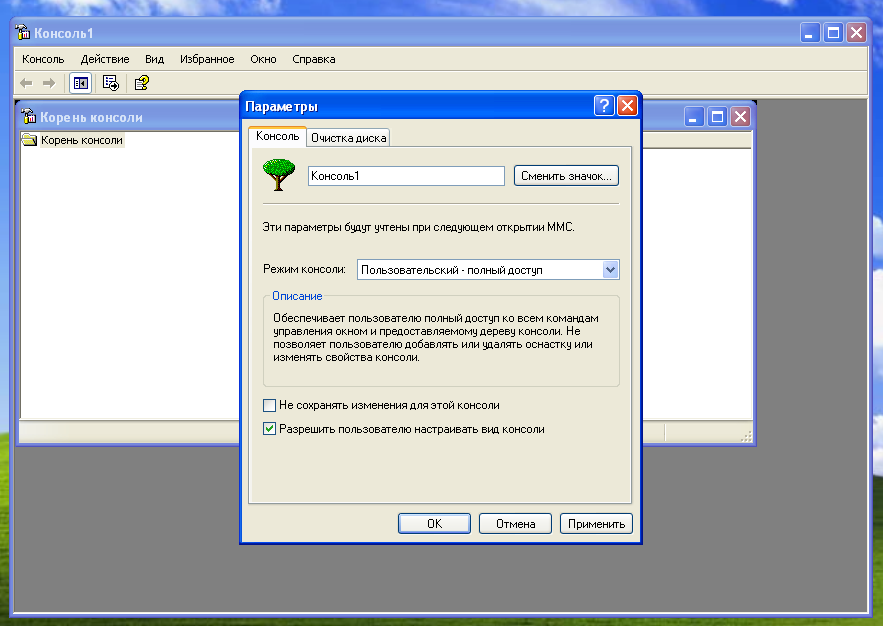 Консоль1
Консоль Действие Вид Избранное Окно Справка
Корень консоли
Корень консоли
Параметры
Консоль Очистка диска
Консоль1 Сменить значок...
Эти параметры будут учтены при следующем открытии MMC.
Режим консоли: Пользовательский - полный доступ
Описание
Обеспечивает пользователю полный доступ ко всем командам
управления окном и предоставляемому дереву консоли. Не
позволяет пользователю добавлять или удалять оснастку или
изменять свойства консоли.
Не сохранять изменения для этой консоли
Разрешить пользователю настраивать вид консоли
ОК Отмена Применить